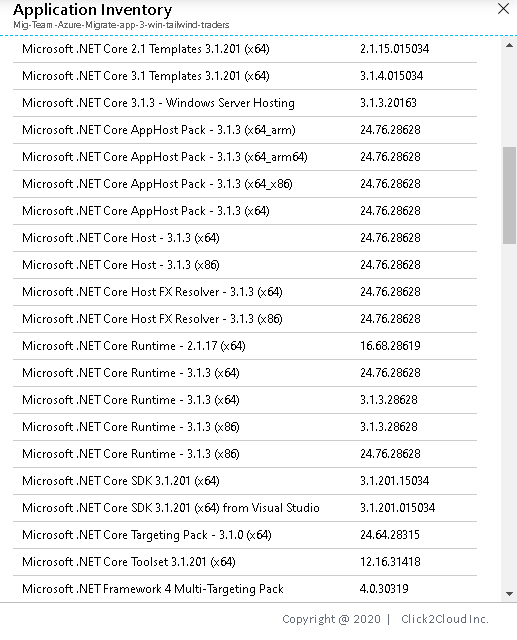 Application Inventory
Mig-Team-Azure-Migrate-app-3-win-tailwind-traders
Microsoft .NET Core 2.1 Templates 3.1.201 (x64) 2.1.15.015034
Microsoft .NET Core 3.1 Templates 3.1.201 (x64) 3.1.4.015034
Microsoft .NET Core 3.1.3 - Windows Server Hosting 3.1.3.20163
Microsoft .NET Core AppHost Pack - 3.1.3 (x64_arm) 24.76.28628
Microsoft .NET Core AppHost Pack - 3.1.3 (x64_arm64) 24.76.28628
Microsoft .NET Core AppHost Pack - 3.1.3 (x64_x86) 24.76.28628
Microsoft .NET Core AppHost Pack - 3.1.3 (x64) 24.76.28628
Microsoft .NET Core Host - 3.1.3 (x64) 24.76.28628
Microsoft .NET Core Host - 3.1.3 (x86) 24.76.28628
Microsoft .NET Core Host FX Resolver - 3.1.3 (x64) 24.76.28628
Microsoft .NET Core Host FX Resolver - 3.1.3 (x86) 24.76.28628
Microsoft .NET Core Runtime - 2.1.17 (x64) 16.68.28619
Microsoft .NET Core Runtime - 3.1.3 (x64) 24.76.28628
Microsoft .NET Core Runtime - 3.1.3 (x64) 3.1.3.28628
Microsoft .NET Core Runtime - 3.1.3 (x86) 3.1.3.28628
Microsoft .NET Core Runtime - 3.1.3 (x86) 24.76.28628
Microsoft .NET Core SDK 3.1.201 (x64) 3.1.201.15034
Microsoft .NET Core SDK 3.1.201 (x64) from Visual Studio 3.1.201.015034
Microsoft .NET Core Targeting Pack - 3.1.0 (x64) 24.64.28315
Microsoft .NET Core Toolset 3.1.201 (x64) 12.16.31418
Microsoft .NET Framework 4 Multi-Targeting Pack 4.0.30319
Copyright @ 2020 | Click2Cloud Inc.